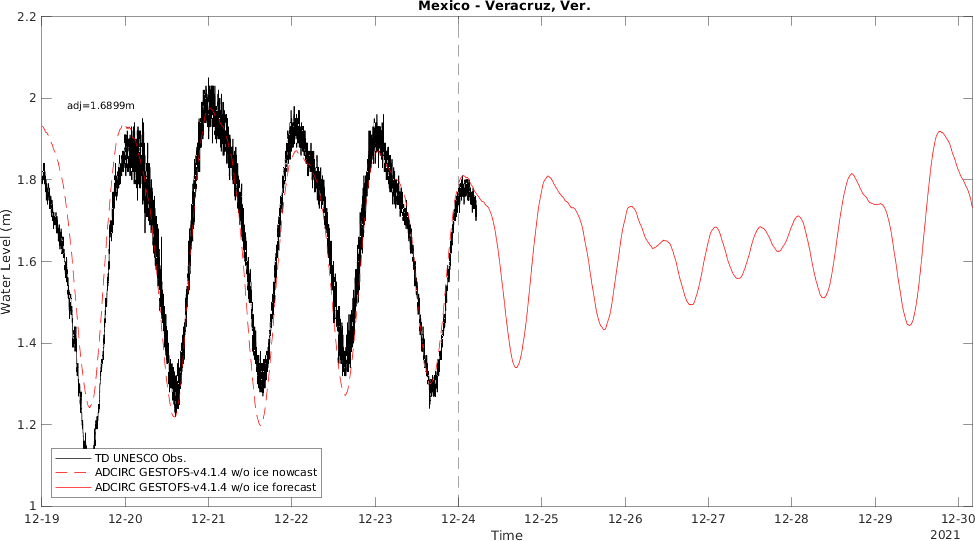 Mexico - Veracruz, Ver.
2.2
2
1.8
1.6
1.4
1.2
1
Water Level (m)
adj=1.6899m
TD UNESCO Obs.
ADCIRC GESTOFS-v4.1.4 w/o ice nowcast
ADCIRC GESTOFS-v4.1.4 w/o ice forecast
12-19 12-20 12-21 12-22 12-23 12-24 12-25 12-26 12-27 12-28 12-29 12-30
Time
2021